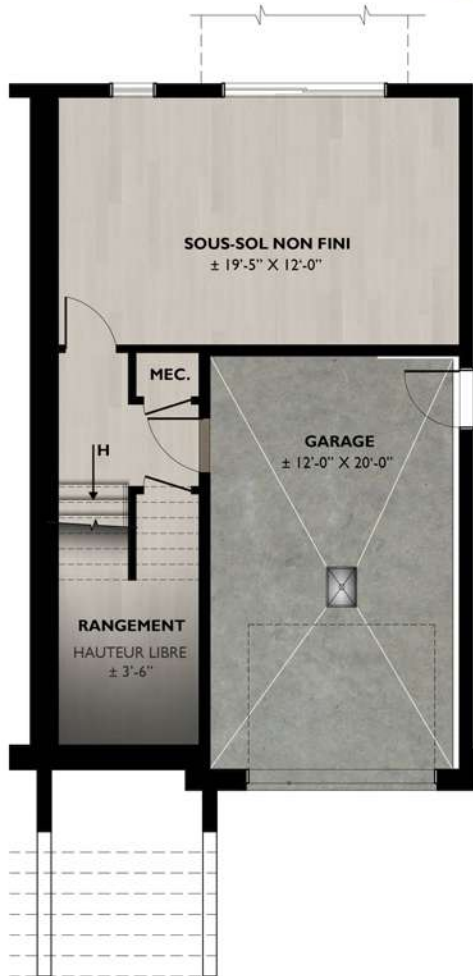 SOUS-SOL NON FINI
± 19'-5" X 12'-0"
MEC.
H
GARAGE
± 12'-0" X 20'-0"
RANGEMENT
HAUTEUR LIBRE
± 3'-6"